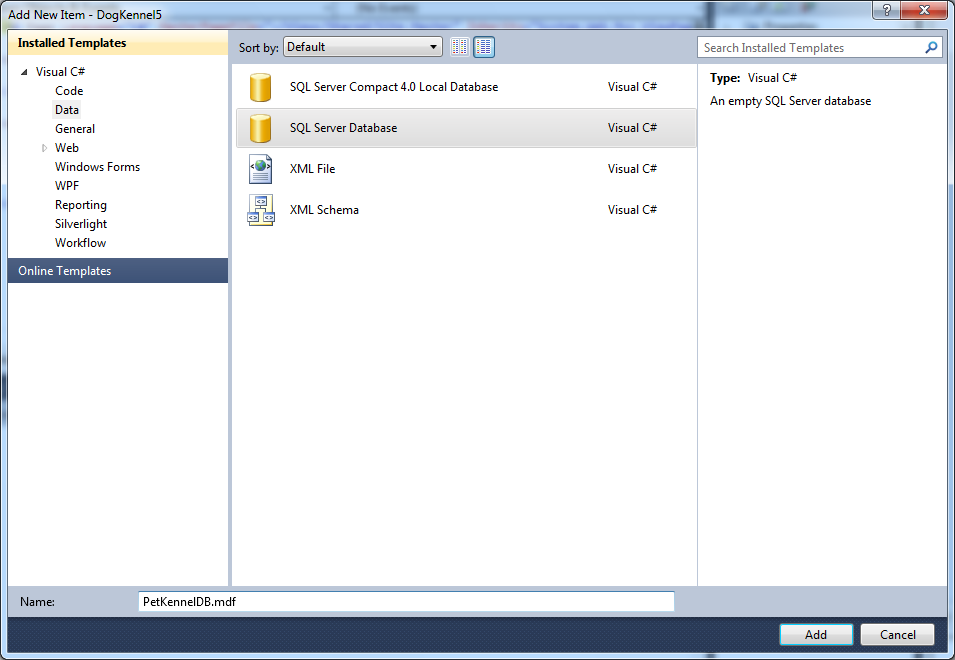 Add New Item - DogKennel5
Installed Templates
Visual C#
Code
Data
General
Web
Windows Forms
WPF
Reporting
Silverlight
Workflow
Online Templates
Sort by: Default
SQL Server Compact 4.0 Local Database Visual C#
SQL Server Database Visual C#
XML File Visual C#
XML Schema Visual C#
Search Installed Templates
Type: Visual C#
An empty SQL Server database
Name: PetKennelDB.mdf
Add Cancel